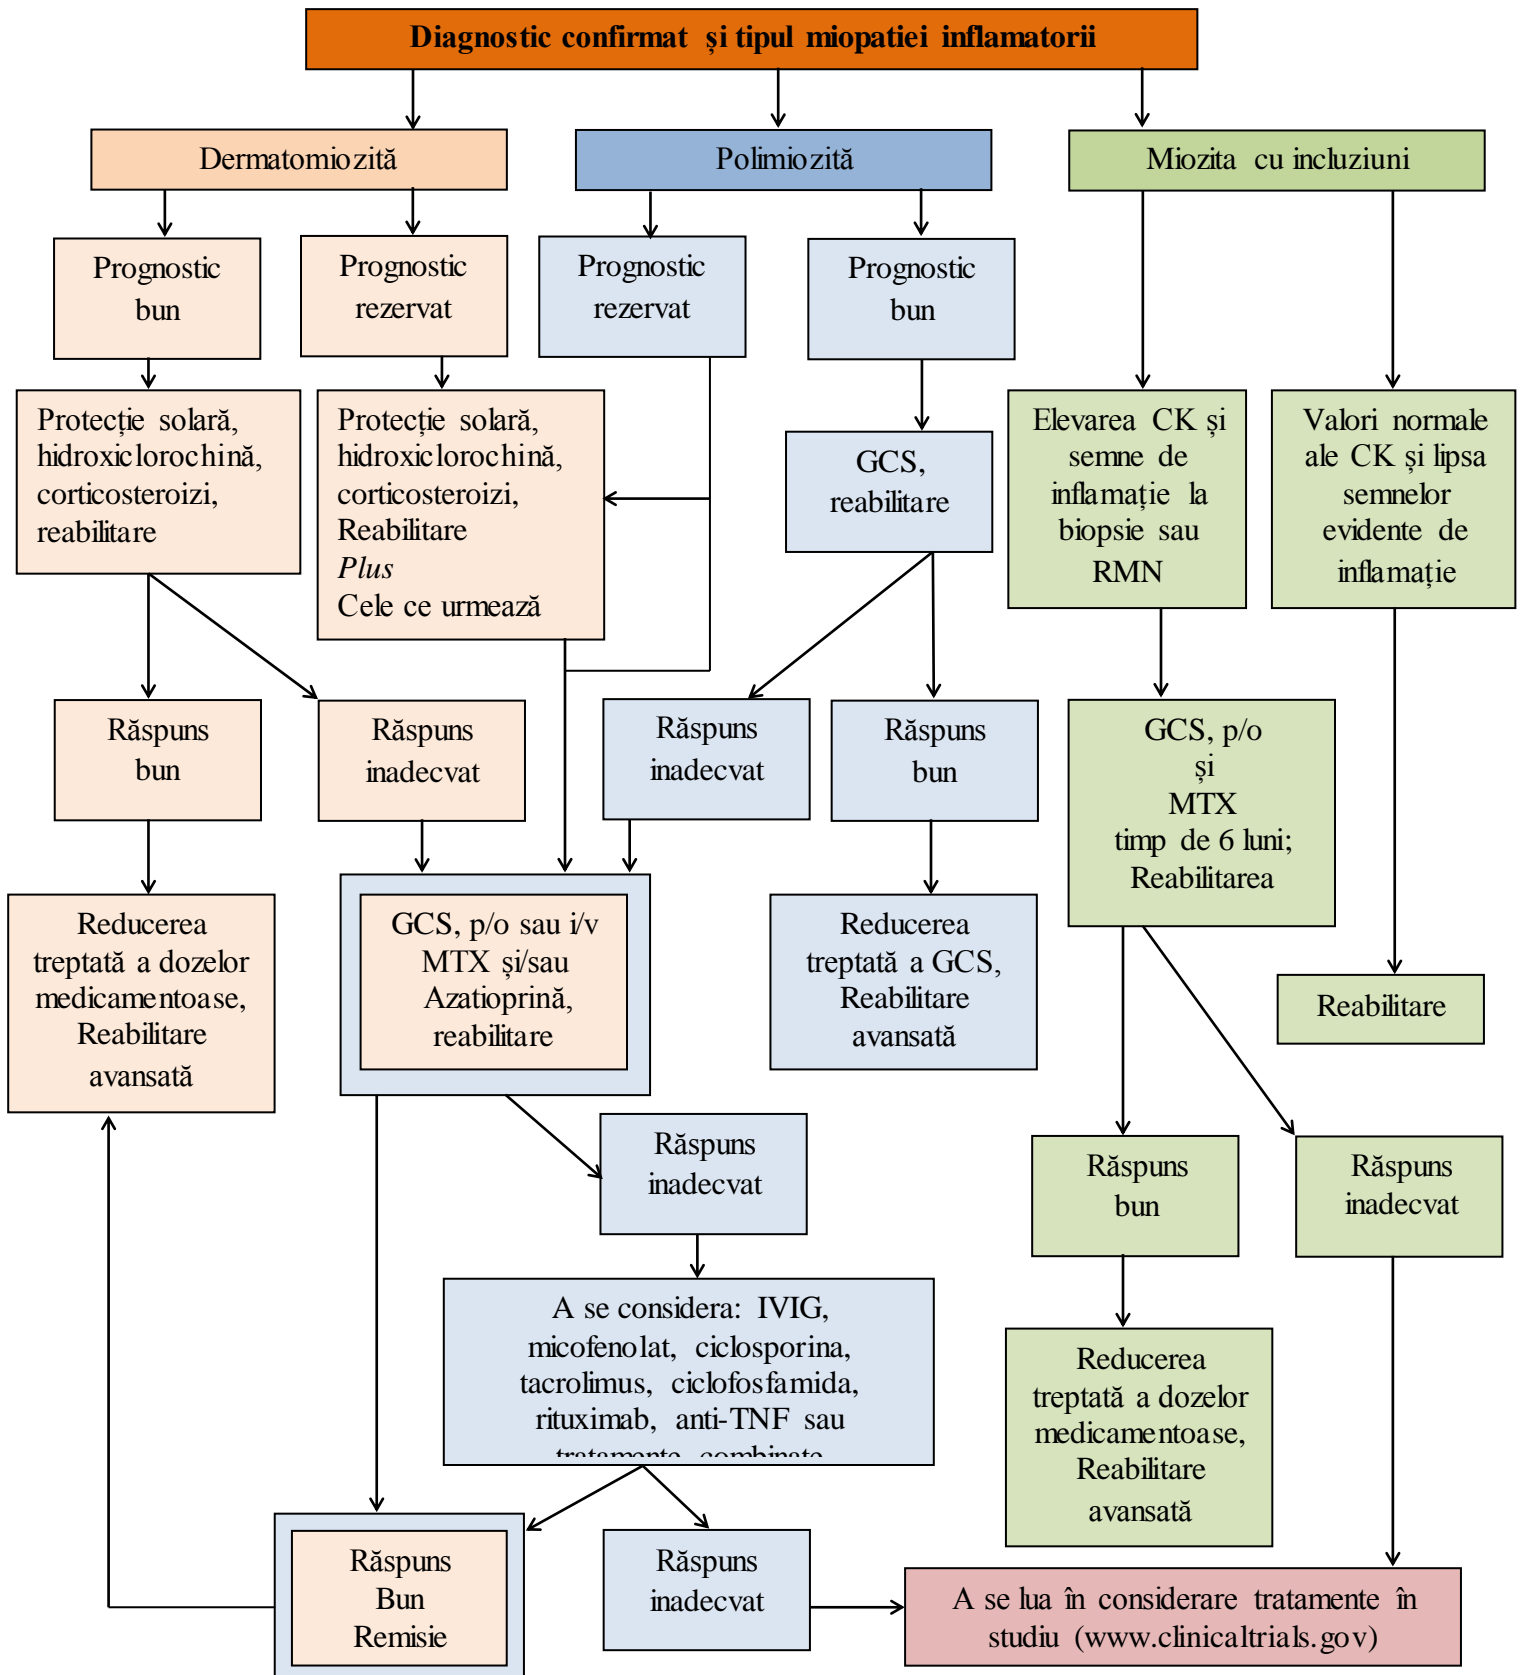 Diagnostic confirmat și tipul miopatiei inflamatorii
Dermatomiozită
Polimiozită
Miozita cu incluziuni
Prognostic
bun
Prognostic
rezervat
Prognostic
rezervat
Prognostic
bun
Protecție solară,
hidroxiclorochină,
corticosteroizi,
reabilitare
Protecție solară,
hidroxiclorochină,
corticosteroizi,
Reabilitare
Plus
Cele ce urmează
GCS,
reabilitare
Elevarea CK și
semne de
inflamație la
biopsie sau
RMN
Valori normale
ale CK și lipsa
semnelor
evidente de
inflamație
Răspuns
bun
Răspuns
inadecvat
Răspuns
inadecvat
Răspuns
bun
GCS, p/o
și
MTX
timp de 6 luni;
Reabilitarea
Reducerea
treptată a dozelor
medicamentoase,
Reabilitare
avansată
GCS, p/o sau i/v
MTX și/sau
Azatioprină,
reabilitare
Reducerea
treptată a GCS,
Reabilitare
avansată
Reabilitare
Răspuns
inadecvat
Răspuns
bun
Răspuns
inadecvat
A se considera: IVIG,
micofenolat, ciclosporina,
tacrolimus, ciclofosfamida,
rituximab, anti-TNF sau
tratamente combinate
Reducerea
treptată a dozelor
medicamentoase,
Reabilitare
avansată
Răspuns
Bun
Remisie
Răspuns
inadecvat
A se lua în considerare tratamente în
studiu (www.clinicaltrials.gov)